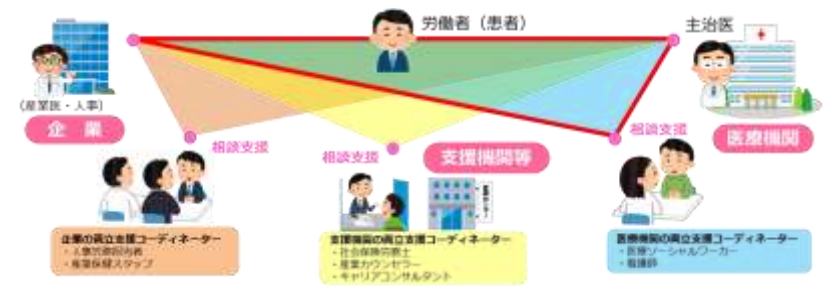 労働者（患者）
主治医
（産業医・人事）
企　業
相談支援
相談支援
支援機関等
相談支援
医療機関
企業の両立支援コーディネーター
・人事労務担当者
・産業保健スタッフ
支援機関の両立支援コーディネーター
・社会保険労務士
・産業カウンセラー
・キャリアコンサルタント
医療機関の両立支援コーディネーター
・医療ソーシャルワーカー
・看護師